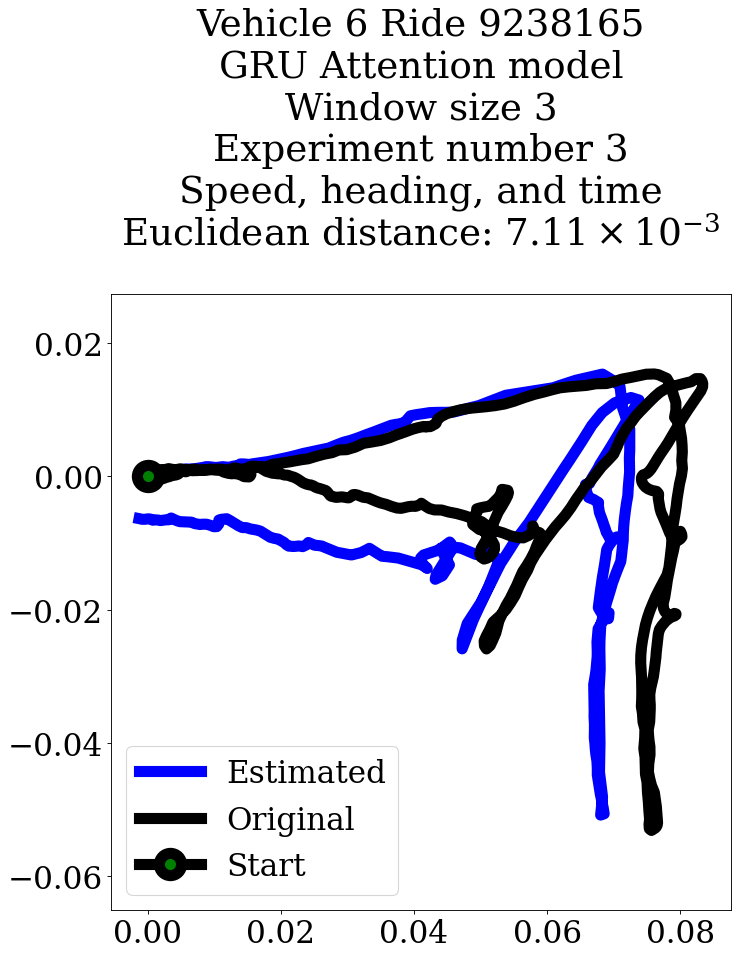 Vehicle 6 Ride 9238165
GRU Attention model
Window size 3
Experiment number 3
Speed, heading, and time
Euclidean distance: 7.11 × 10⁻³
0.02
0.00
−0.02
−0.04
−0.06
Estimated
Original
Start
0.00 0.02 0.04 0.06 0.08